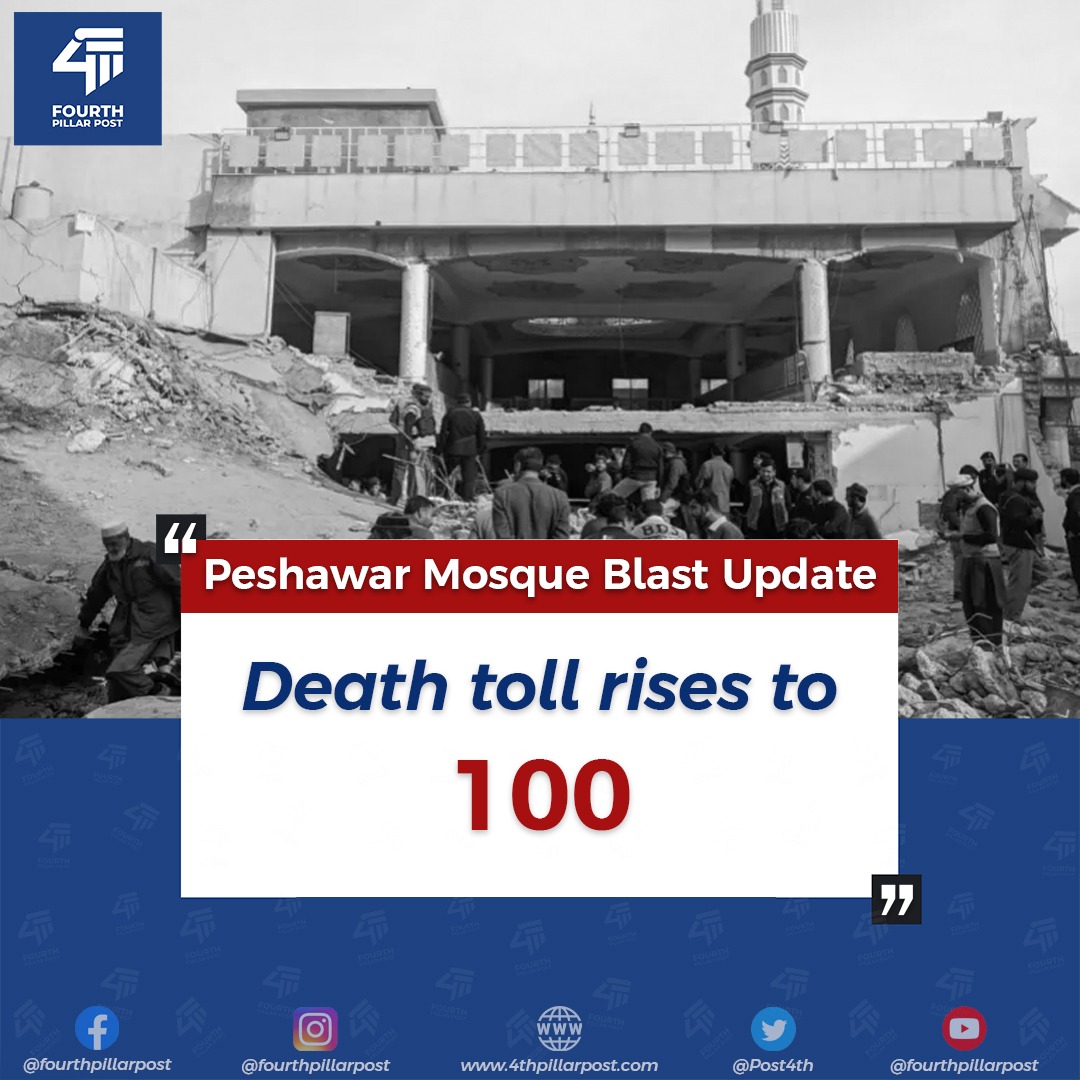 FOURTH
PILLAR POST
“
Peshawar Mosque Blast Update
Death toll rises to
100
”
BD
@fourthpillarpost
@fourthpillarpost
www.4thpillarpost.com
@Post4th
@fourthpillarpost